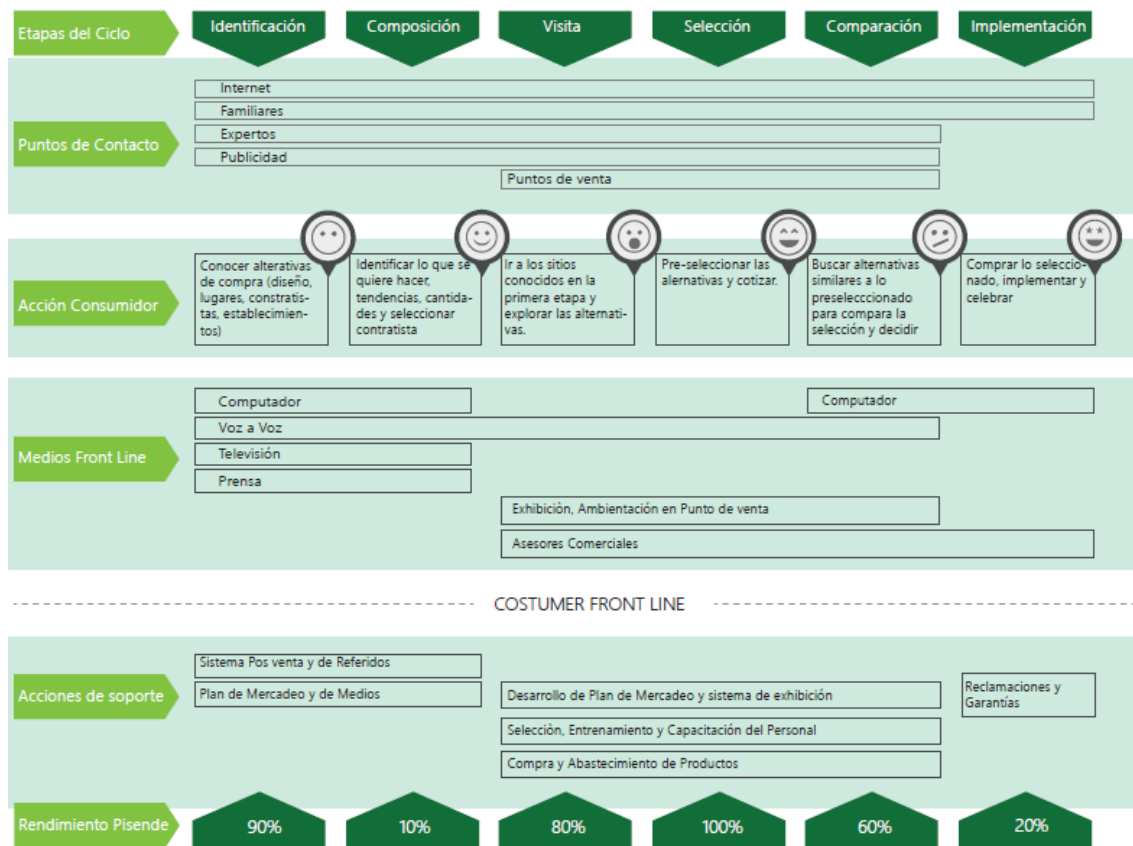 Etapas del Ciclo
Identificación
Composición
Visita
Selección
Comparación
Implementación
Puntos de Contacto
Internet
Familiares
Expertos
Publicidad
Puntos de venta
Acción Consumidor
Conocer alterativas
de compra (diseño,
lugares, constratis-
tas, establecimien-
tos)
Identificar lo que se
quiere hacer,
tendencias, cantida-
des y seleccionar
contratista
Ir a los sitios
conocidos en la
primera etapa y
explorar las alternati-
vas.
Pre-seleccionar las
alernativas y cotizar.
Buscar alternativas
similares a lo
preselecccionado
para compara la
selección y decidir
Comprar lo seleccio-
nado, implementar y
celebrar
Medios Front Line
Computador
Computador
Voz a Voz
Televisión
Prensa
Exhibiciòn, Ambientación en Punto de venta
Asesores Comerciales
COSTUMER FRONT LINE
Acciones de soporte
Sistema Pos venta y de Referidos
Plan de Mercadeo y de Medios
Desarrollo de Plan de Mercadeo y sistema de exhibición
Selecciòn, Entrenamiento y Capacitación del Personal
Compra y Abastecimiento de Productos
Reclamaciones y
Garantías
Rendimiento Pisende
90%
10%
80%
100%
60%
20%